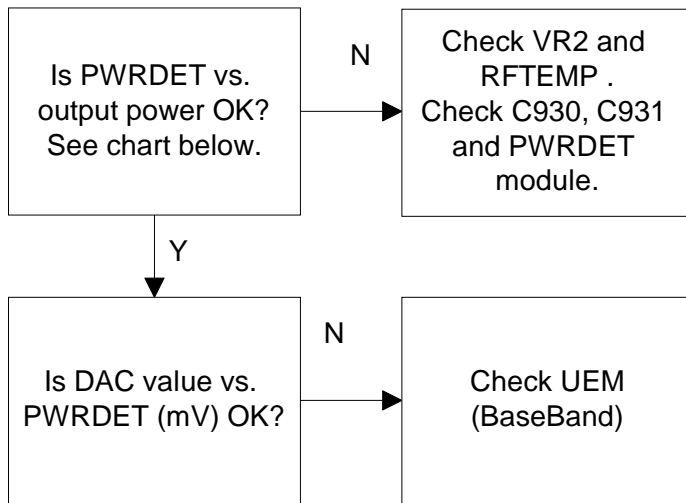 Is PWRDET vs.
output power OK?
See chart below.
N
Check VR2 and
RFTEMP .
Check C930, C931
and PWRDET
module.
Y
Is DAC value vs.
PWRDET (mV) OK?
N
Check UEM
(BaseBand)